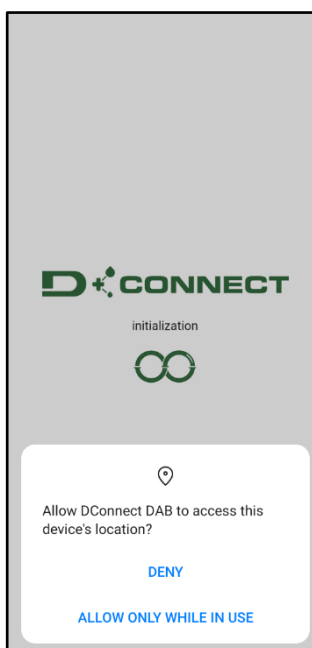 D CONNECT
initialization
Allow DConnect DAB to access this
device's location?
DENY
ALLOW ONLY WHILE IN USE